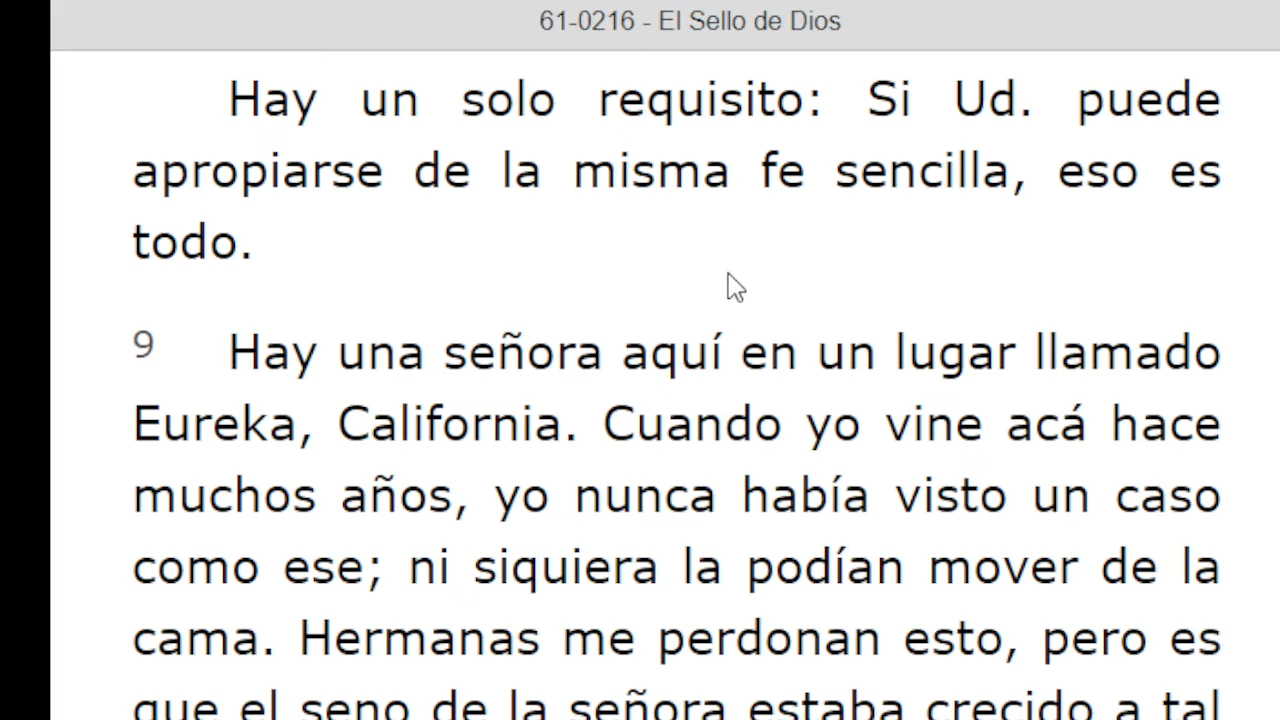 61-0216 - El Sello de Dios
Hay un solo requisito: Si Ud. puede
apropiarse de la misma fe sencilla, eso es
todo.
9 Hay una señora aquí en un lugar llamado
Eureka, California. Cuando yo vine acá hace
muchos años, yo nunca había visto un caso
como ese; ni siquiera la podían mover de la
cama. Hermanas me perdonan esto, pero es
que el seno de la señora estaba crecido a tal